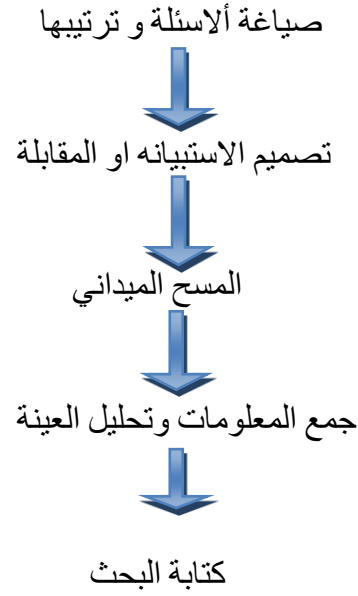 صياغة ألاسئلة و ترتيبها
تصميم الاستبيانه او المقابلة
المسح الميداني
جمع المعلومات وتحليل العينة
كتابة البحث